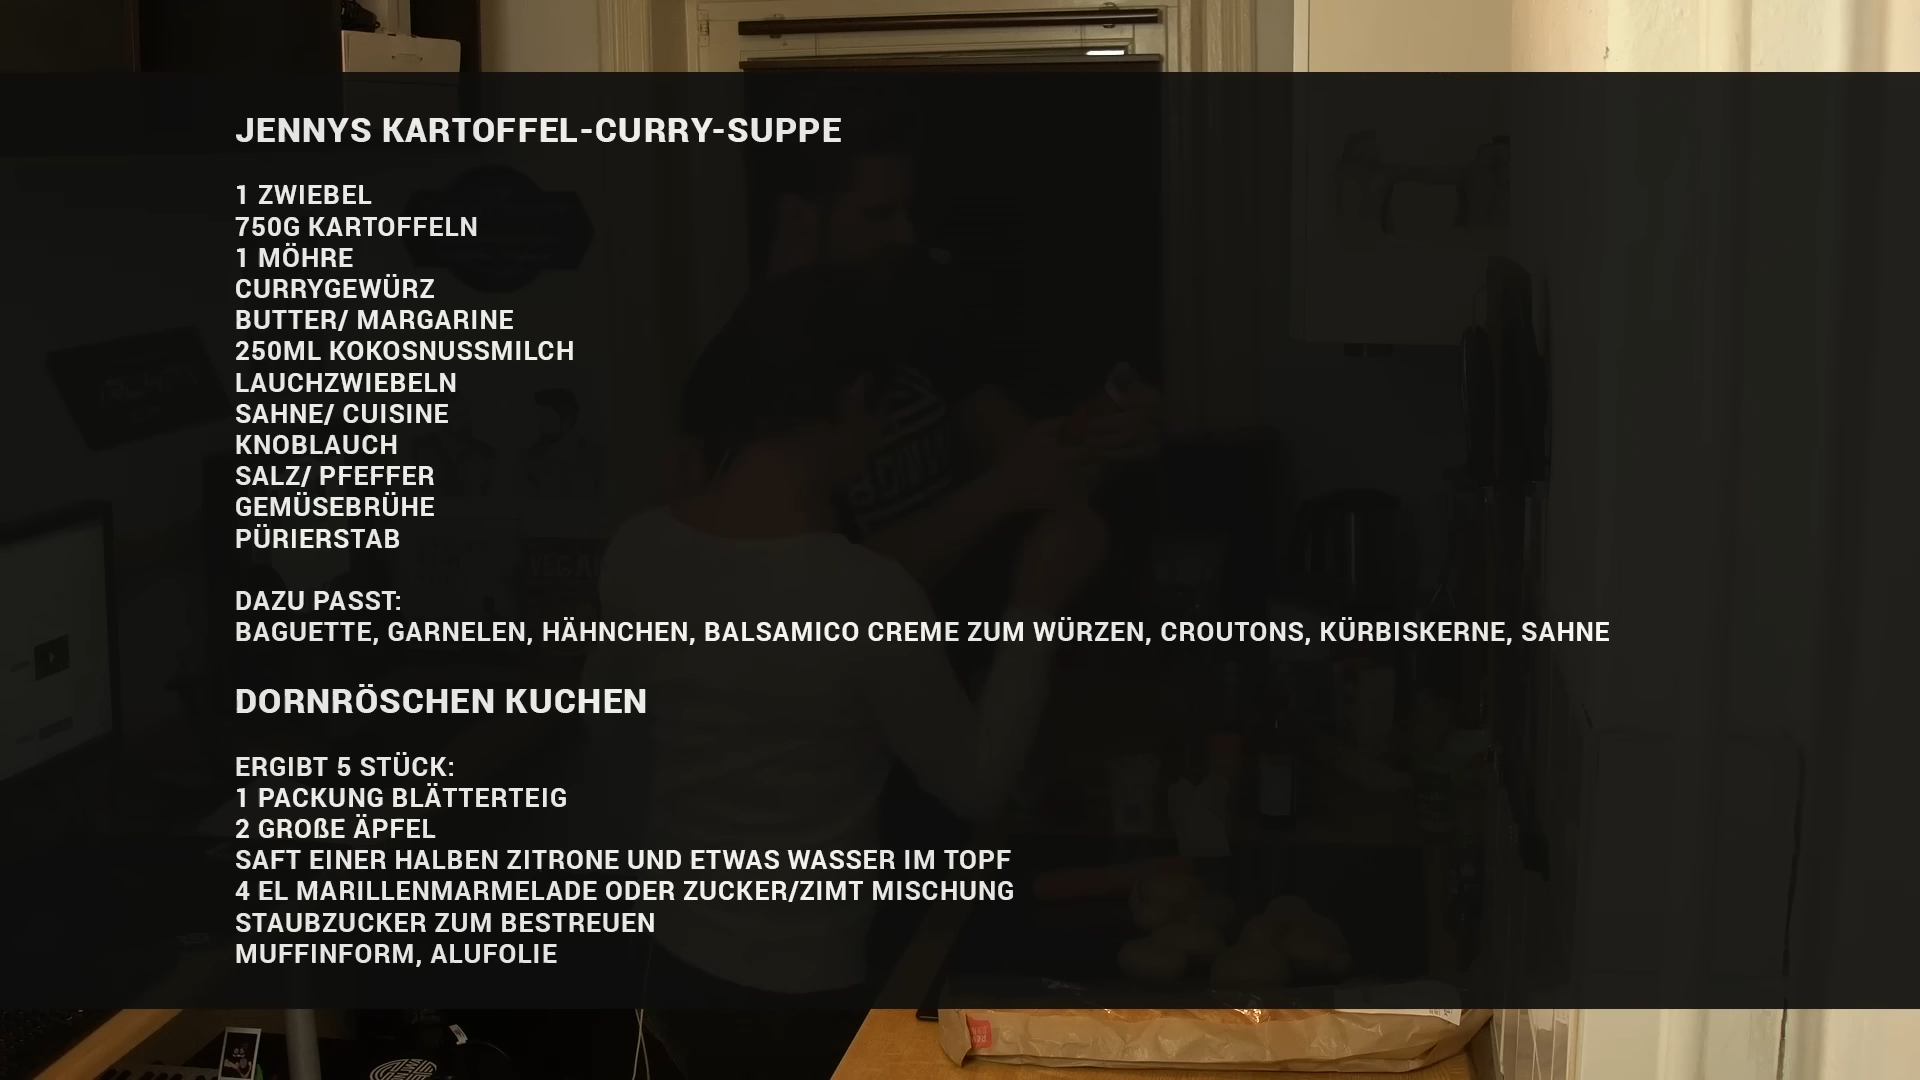 JENNYS KARTOFFEL-CURRY-SUPPE
1 ZWIEBEL
750G KARTOFFELN
1 MÖHRE
CURRYGEWÜRZ
BUTTER/ MARGARINE
250ML KOKOSNUSSMILCH
LAUCHZWIEBELN
SAHNE/ CUISINE
KNOBLAUCH
SALZ/ PFEFFER
GEMÜSEBRÜHE
PÜRIERSTAB
DAZU PASST:
BAGUETTE, GARNELEN, HÄHNCHEN, BALSAMICO CREME ZUM WÜRZEN, CROUTONS, KÜRBISKERNE, SAHNE
DORNRÖSCHEN KUCHEN
ERGIBT 5 STÜCK:
1 PACKUNG BLÄTTERTEIG
2 GROßE ÄPFEL
SAFT EINER HALBEN ZITRONE UND ETWAS WASSER IM TOPF
4 EL MARILLENMARMELADE ODER ZUCKER/ZIMT MISCHUNG
STAUBZUCKER ZUM BESTREUEN
MUFFINFORM, ALUFOLIE